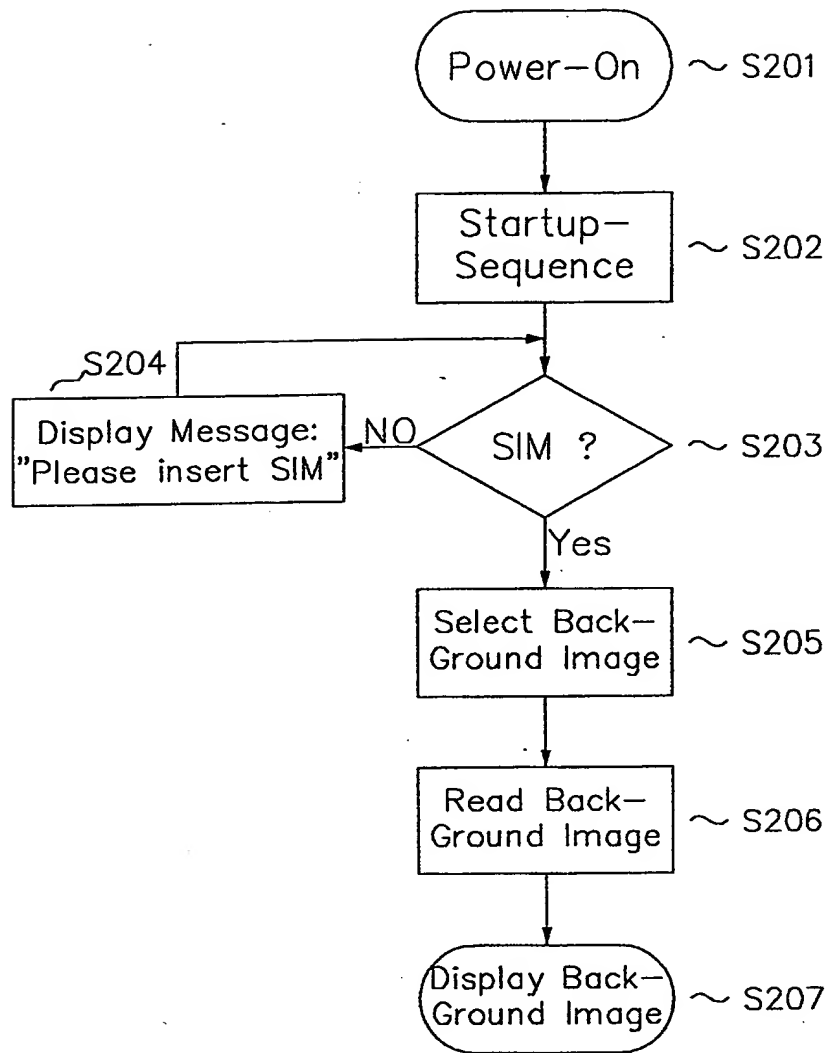 Power-On
S201
Startup-
Sequence
S202
S204
Display Message:
"Please insert SIM"
NO
SIM ?
S203
Yes
Select Back-
Ground Image
S205
Read Back-
Ground Image
S206
Display Back-
Ground Image
S207